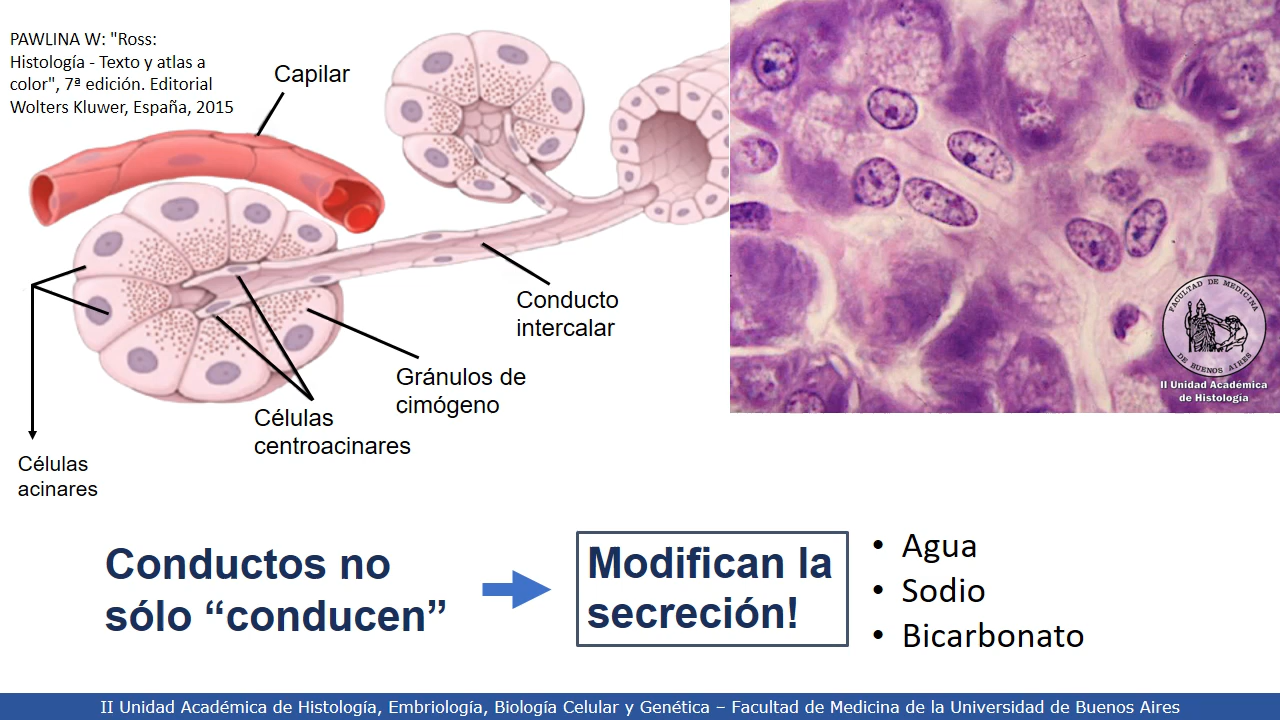 PAWLINA W: "Ross:
Histología - Texto y atlas a
color", 7ª edición. Editorial
Wolters Kluwer, España, 2015
Capilar
Conducto
intercalar
Gránulos de
cimógeno
Células
centroacinares
Células
acinares
FACULTAD DE MEDICINA
DE BUENOS AIRES
II Unidad Académica
de Histología
Conductos no
sólo “conducen”
Modifican la
secreción!
• Agua
• Sodio
• Bicarbonato
II Unidad Académica de Histología, Embriología, Biología Celular y Genética – Facultad de Medicina de la Universidad de Buenos Aires